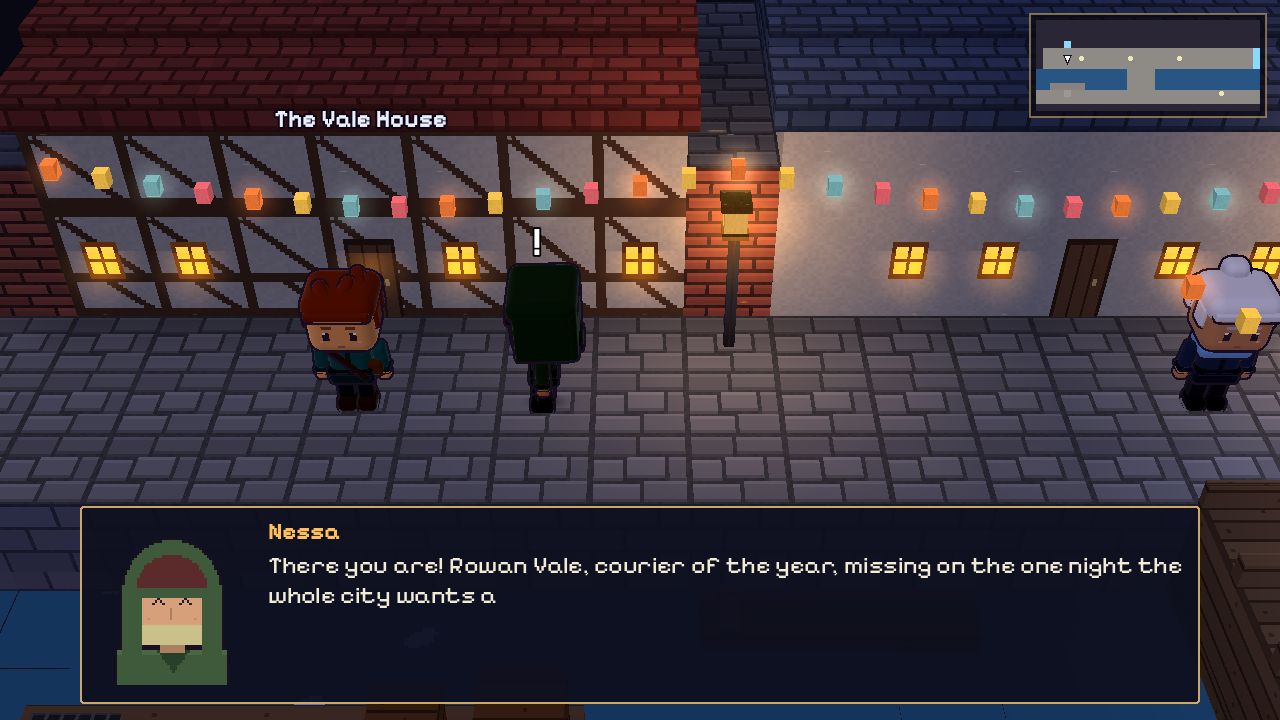 The Vale House
!
Nessa
There you are! Rowan Vale, courier of the year, missing on the one night the
whole city wants a